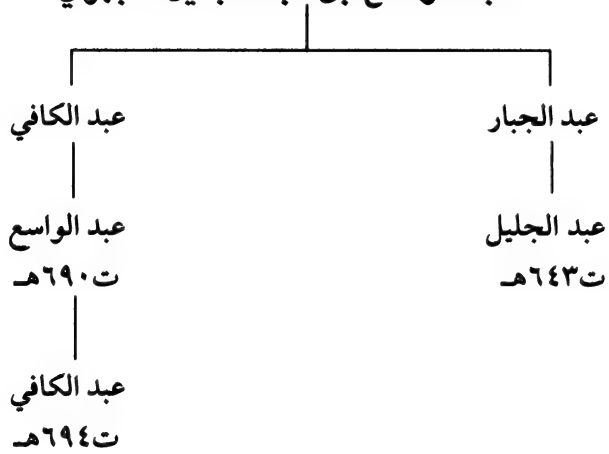 عبد الجبار
عبد الكافي
عبد الجليل
عبد الواسع
ت٦٤٣هـ
ت٦٩٠هـ
عبد الكافي
ت٦٩٤هـ